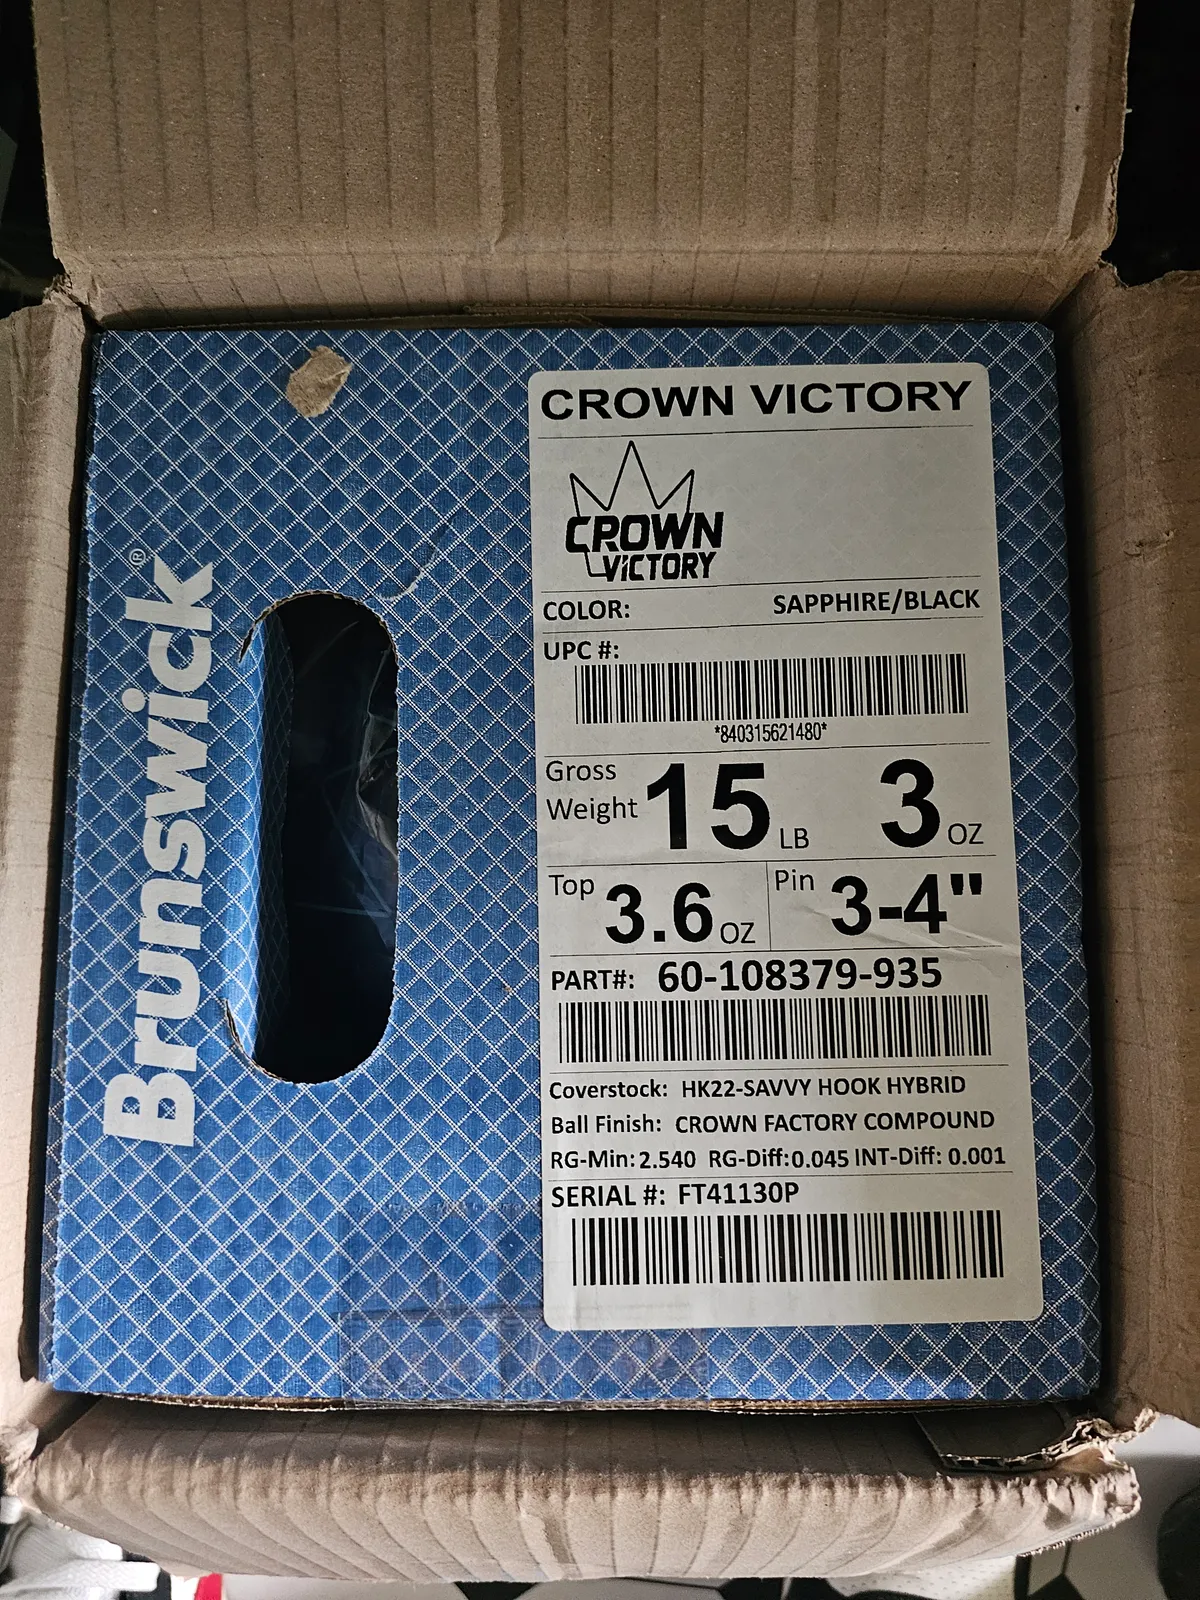 Brunswick®
CROWN VICTORY
CROWN
VICTORY
COLOR: SAPPHIRE/BLACK
UPC #:
*840315621480*
Gross
Weight 15 LB 3 OZ
Top 3.6 OZ Pin 3-4"
PART#: 60-108379-935
Coverstock: HK22-SAVVY HOOK HYBRID
Ball Finish: CROWN FACTORY COMPOUND
RG-Min: 2.540 RG-Diff: 0.045 INT-Diff: 0.001
SERIAL #: FT41130P